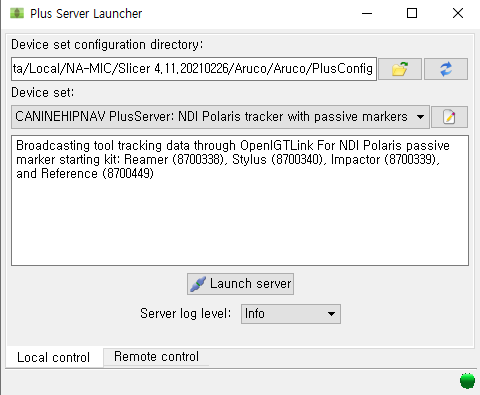 Plus Server Launcher
Device set configuration directory:
ta/Local/NA-MIC/Slicer 4,11,20210226/Aruco/Aruco/PlusConfig
Device set:
CANINEHIPNAV PlusServer: NDI Polaris tracker with passive markers
Broadcasting tool tracking data through OpenIGTLink For NDI Polaris passive
marker starting kit: Reamer (8700338), Stylus (8700340), Impactor (8700339),
and Reference (8700449)
Launch server
Server log level:
Info
Local control
Remote control